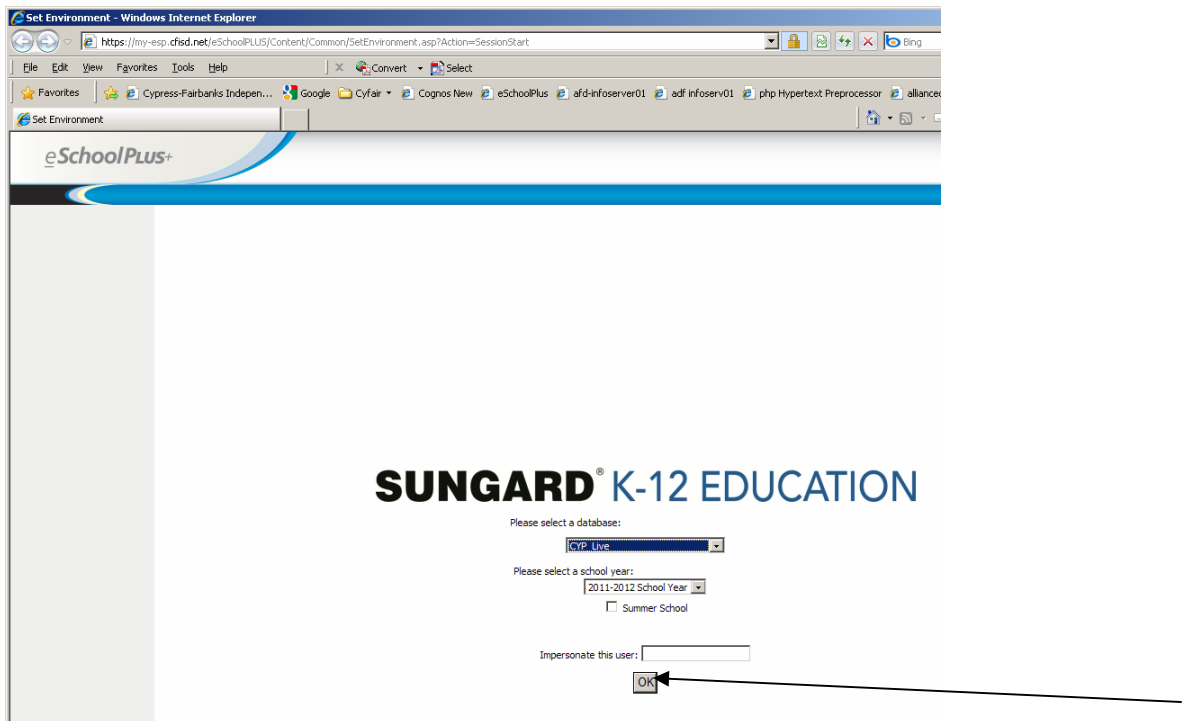 Set Environment - Windows Internet Explorer
https://my-esp.cfisd.net/eSchoolPLUS/Content/Common/SetEnvironment.asp?Action=SessionStart Bing
File Edit View Favorites Tools Help Convert Select
Favorites Cypress-Fairbanks Indepen... Google Cyfair Cognos New eSchoolPlus afd-infoserver01 adf infoserv01 php Hypertext Preprocessor alliance
Set Environment
eSchoolPLUS+
SUNGARD® K-12 EDUCATION
Please select a database:
CYP Live
Please select a school year:
2011-2012 School Year
Summer School
Impersonate this user:
OK